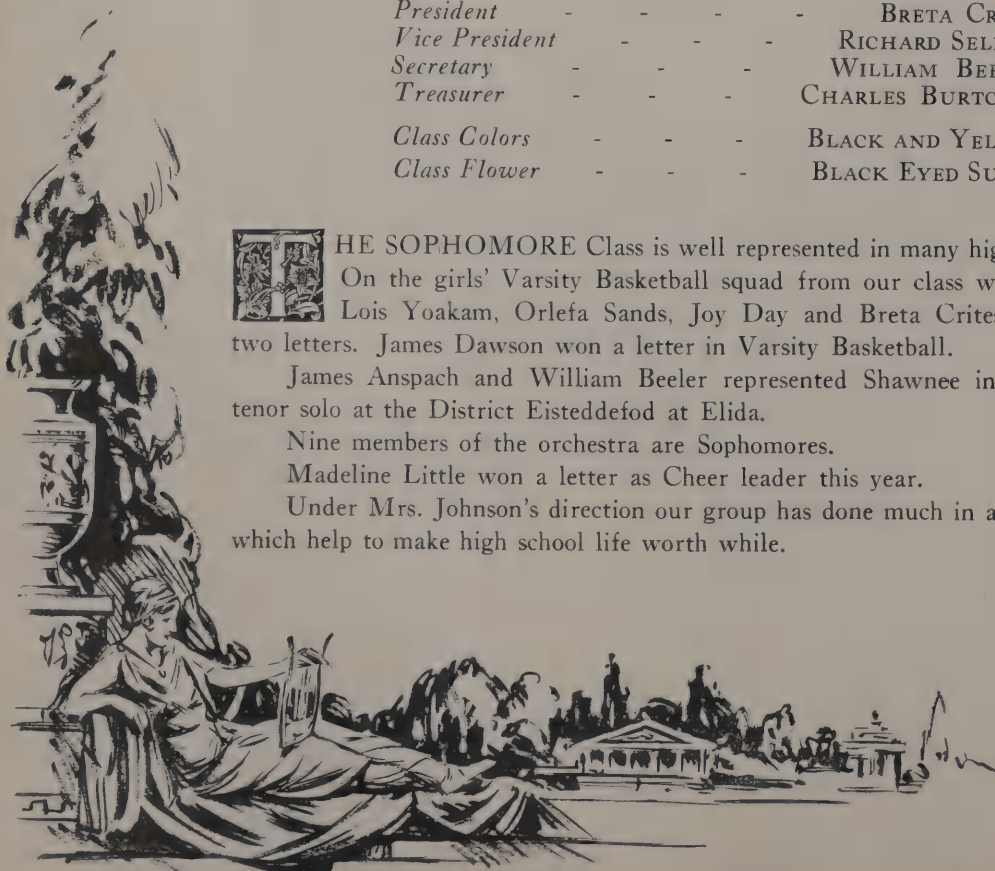 President - - - - BRETA CR
Vice President - - - RICHARD SEL
Secretary - - - WILLIAM BEE
Treasurer - - - CHARLES BURTO
Class Colors - - - BLACK AND YEL
Class Flower - - - BLACK EYED SU
THE SOPHOMORE Class is well represented in many hig
On the girls' Varsity Basketball squad from our class w
Lois Yoakam, Orlefa Sands, Joy Day and Breta Crite
two letters. James Dawson won a letter in Varsity Basketball.
James Anspach and William Beeler represented Shawnee in
tenor solo at the District Eisteddefod at Elida.
Nine members of the orchestra are Sophomores.
Madeline Little won a letter as Cheer leader this year.
Under Mrs. Johnson's direction our group has done much in a
which help to make high school life worth while.